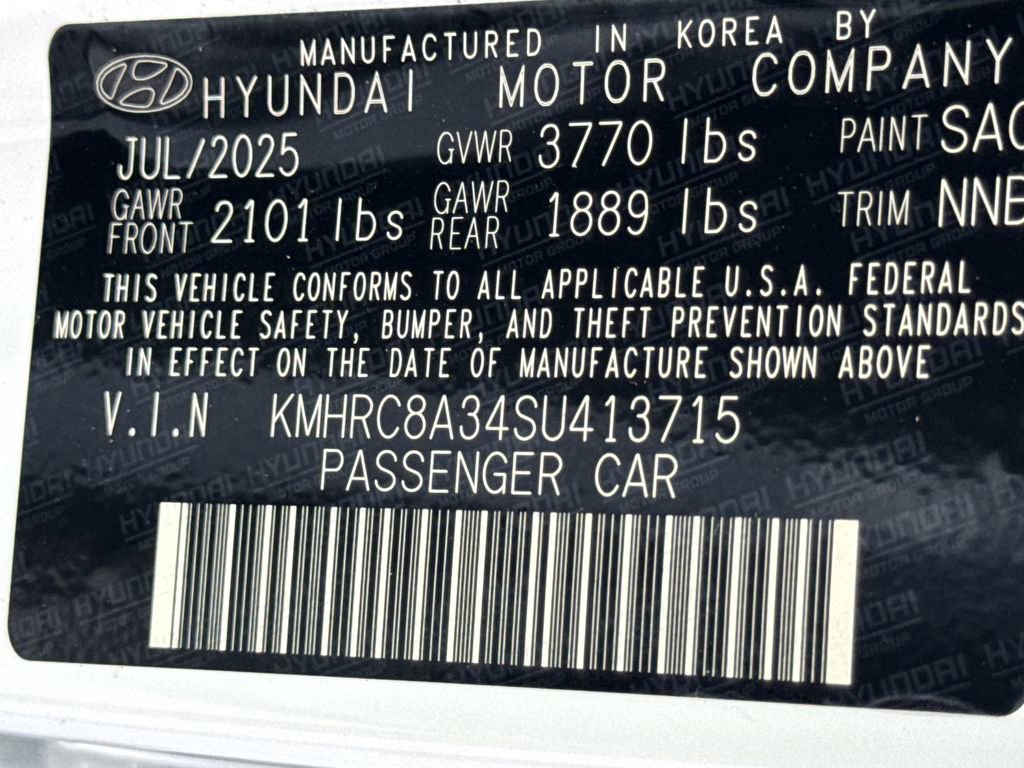 MANUFACTURED IN KOREA BY
HYUNDAI MOTOR COMPANY
JUL/2025 GVWR 3770 lbs PAINT SAC
GAWR FRONT 2101 lbs GAWR REAR 1889 lbs TRIM NNB
THIS VEHICLE CONFORMS TO ALL APPLICABLE U.S.A. FEDERAL
MOTOR VEHICLE SAFETY, BUMPER, AND THEFT PREVENTION STANDARDS
IN EFFECT ON THE DATE OF MANUFACTURE SHOWN ABOVE
V.I.N KMHRC8A34SU413715
PASSENGER CAR